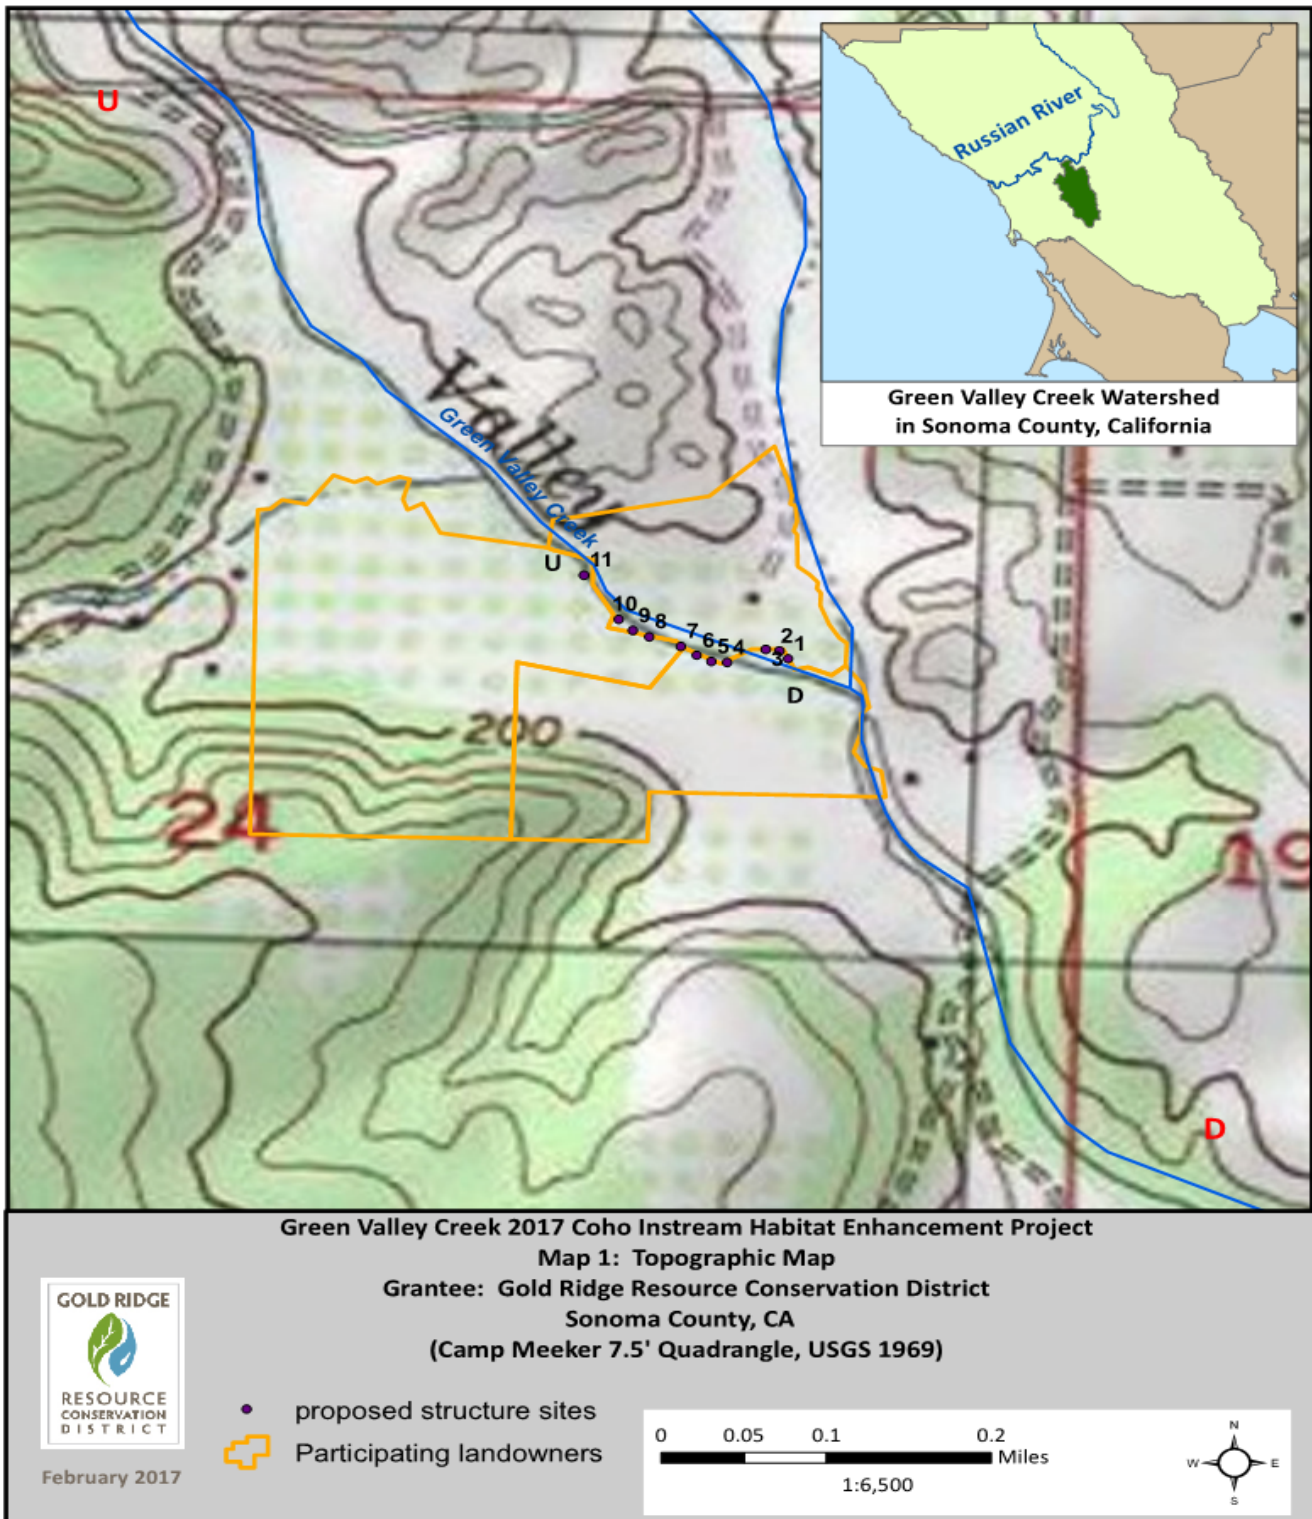 U
Russian River
Green Valley Creek Watershed
in Sonoma County, California
Valley
Green Valley Creek
U
11
10
9
8
7
6
5
4
3
2
1
D
200
24
19
D
Green Valley Creek 2017 Coho Instream Habitat Enhancement Project
Map 1: Topographic Map
Grantee: Gold Ridge Resource Conservation District
Sonoma County, CA
(Camp Meeker 7.5' Quadrangle, USGS 1969)
GOLD RIDGE
RESOURCE
CONSERVATION
DISTRICT
February 2017
proposed structure sites
Participating landowners
0 0.05 0.1 0.2
Miles
1:6,500
N
W E
S